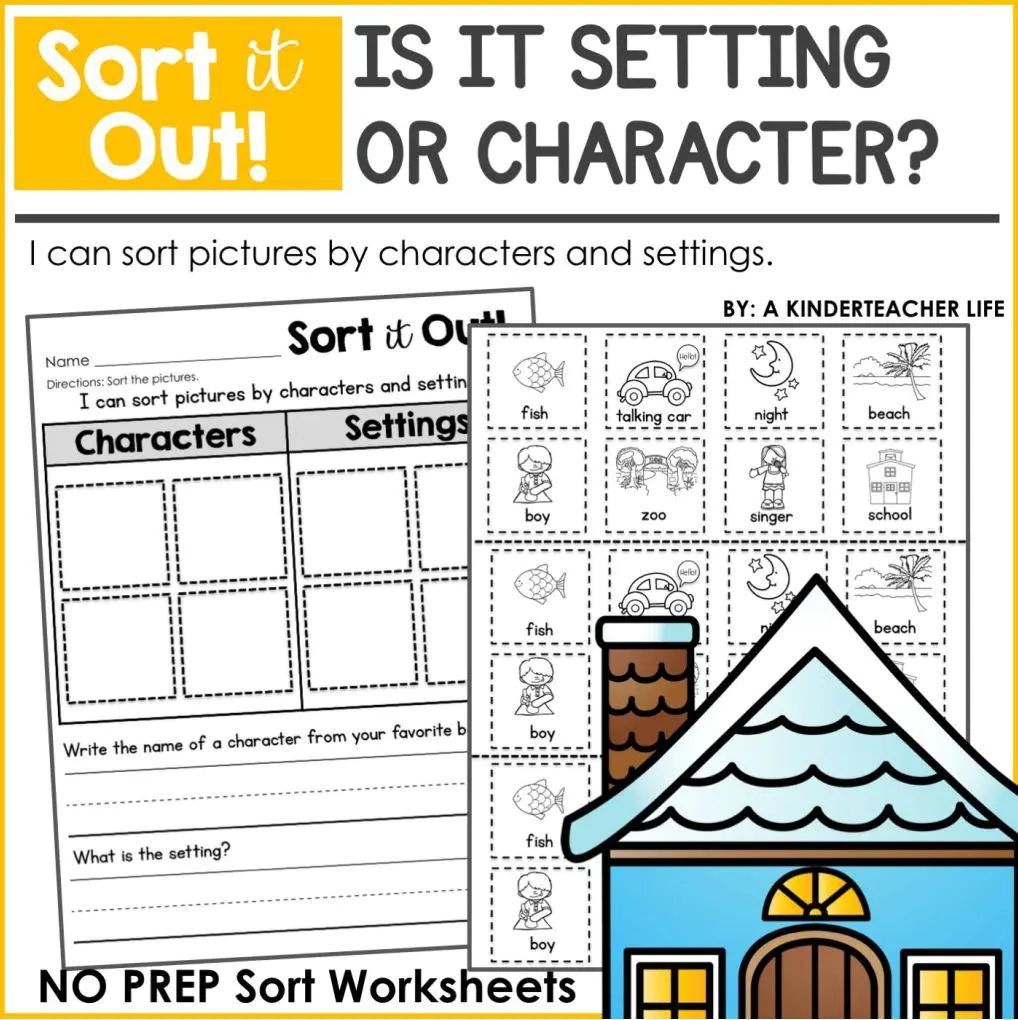 Sort it
Out!
IS IT SETTING
OR CHARACTER?
I can sort pictures by characters and settings.
BY: A KINDERTEACHER LIFE
Name
Sort it Out!
Directions: Sort the pictures.
I can sort pictures by characters and settin
Characters
Settings
Write the name of a character from your favorite b
What is the setting?
Hello!
fish
talking car
night
beach
boy
zoo
singer
school
Hello!
fish
ni
beach
boy
fish
boy
NO PREP Sort Worksheets